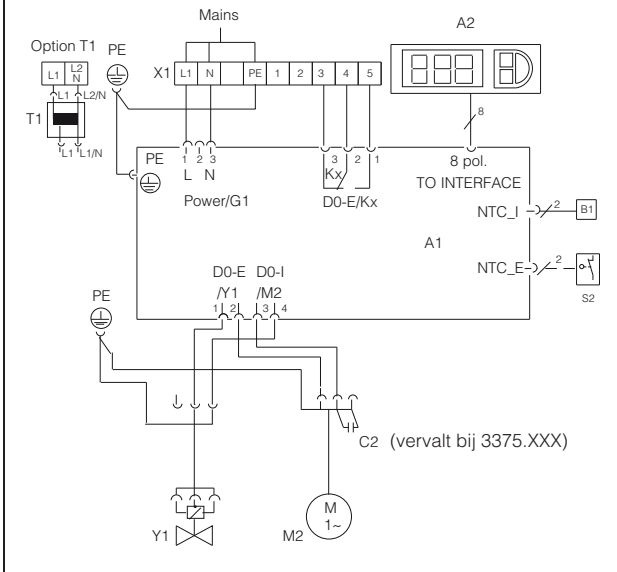 Mains
A2
Option T1
PE
X1
L1
N
PE
1
2
3
4
5
L1
L2
N
L1
L2/N
T1
L1
L1/N
8
PE
1
2
3
L
N
Power/G1
3
2
1
Kx
D0-E/Kx
8 pol.
TO INTERFACE
NTC_I
2
B1
A1
NTC_E
2
S2
D0-E
/Y1
D0-I
/M2
1
2
3
4
PE
C2 (vervalt bij 3375.XXX)
Y1
M2
M
1~